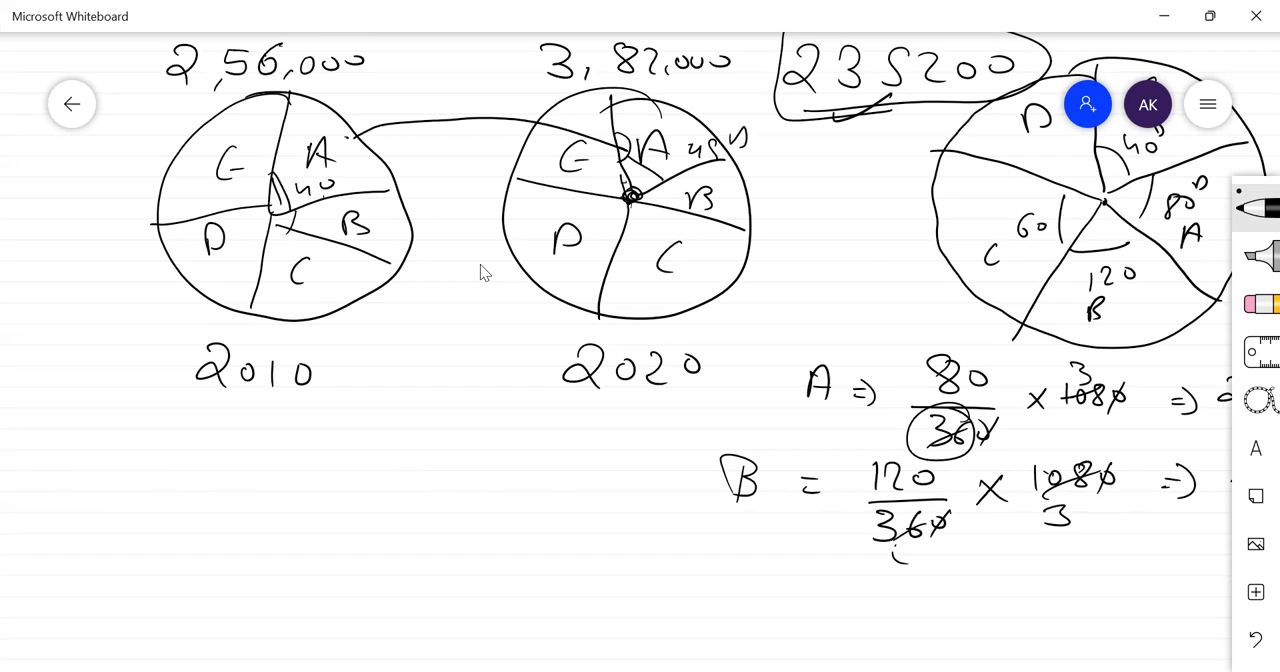 Microsoft Whiteboard
2,56,000
3,82,000
235200
AK
E
A
40
B
C
D
2010
E
A
48
B
C
D
2020
D
40
80
A
60
C
120
B
A => 80/360 × 1080 3 =>
B = 120/360 × 1080 3 =>
A